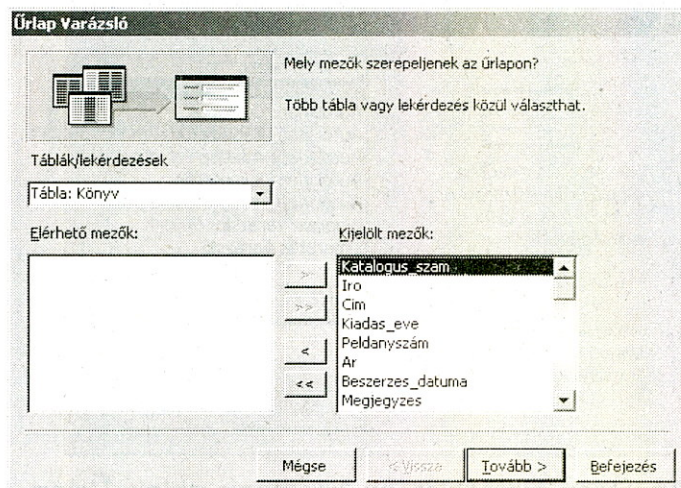 Űrlap Varázsló
Mely mezők szerepeljenek az űrlapon?
Több tábla vagy lekérdezés közül választhat.
Táblák/lekérdezések
Tábla: Könyv
Elérhető mezők:
Kijelölt mezők:
>
>>
<
<<
Katalogus_szam
Iro
Cim
Kiadas_eve
Peldanyszám
Ar
Beszerzes_datuma
Megjegyzes
Mégse
< Vissza
Tovább >
Befejezés